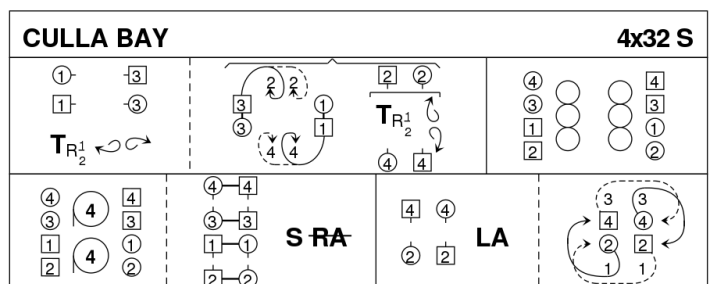 CULLA BAY 4x32 S
1 3 2 2 2 2 4 4
3 1 3 3
1 3 3 1 T R 1/2 1 1
T R 1/2 4 4 4 4 2 2
4 4 4 4 4 3 3
3 4 3 3 3 4 4 4 4
1 1 1 1 S RA LA 2 2
2 4 2 2 2 2 2 1 1